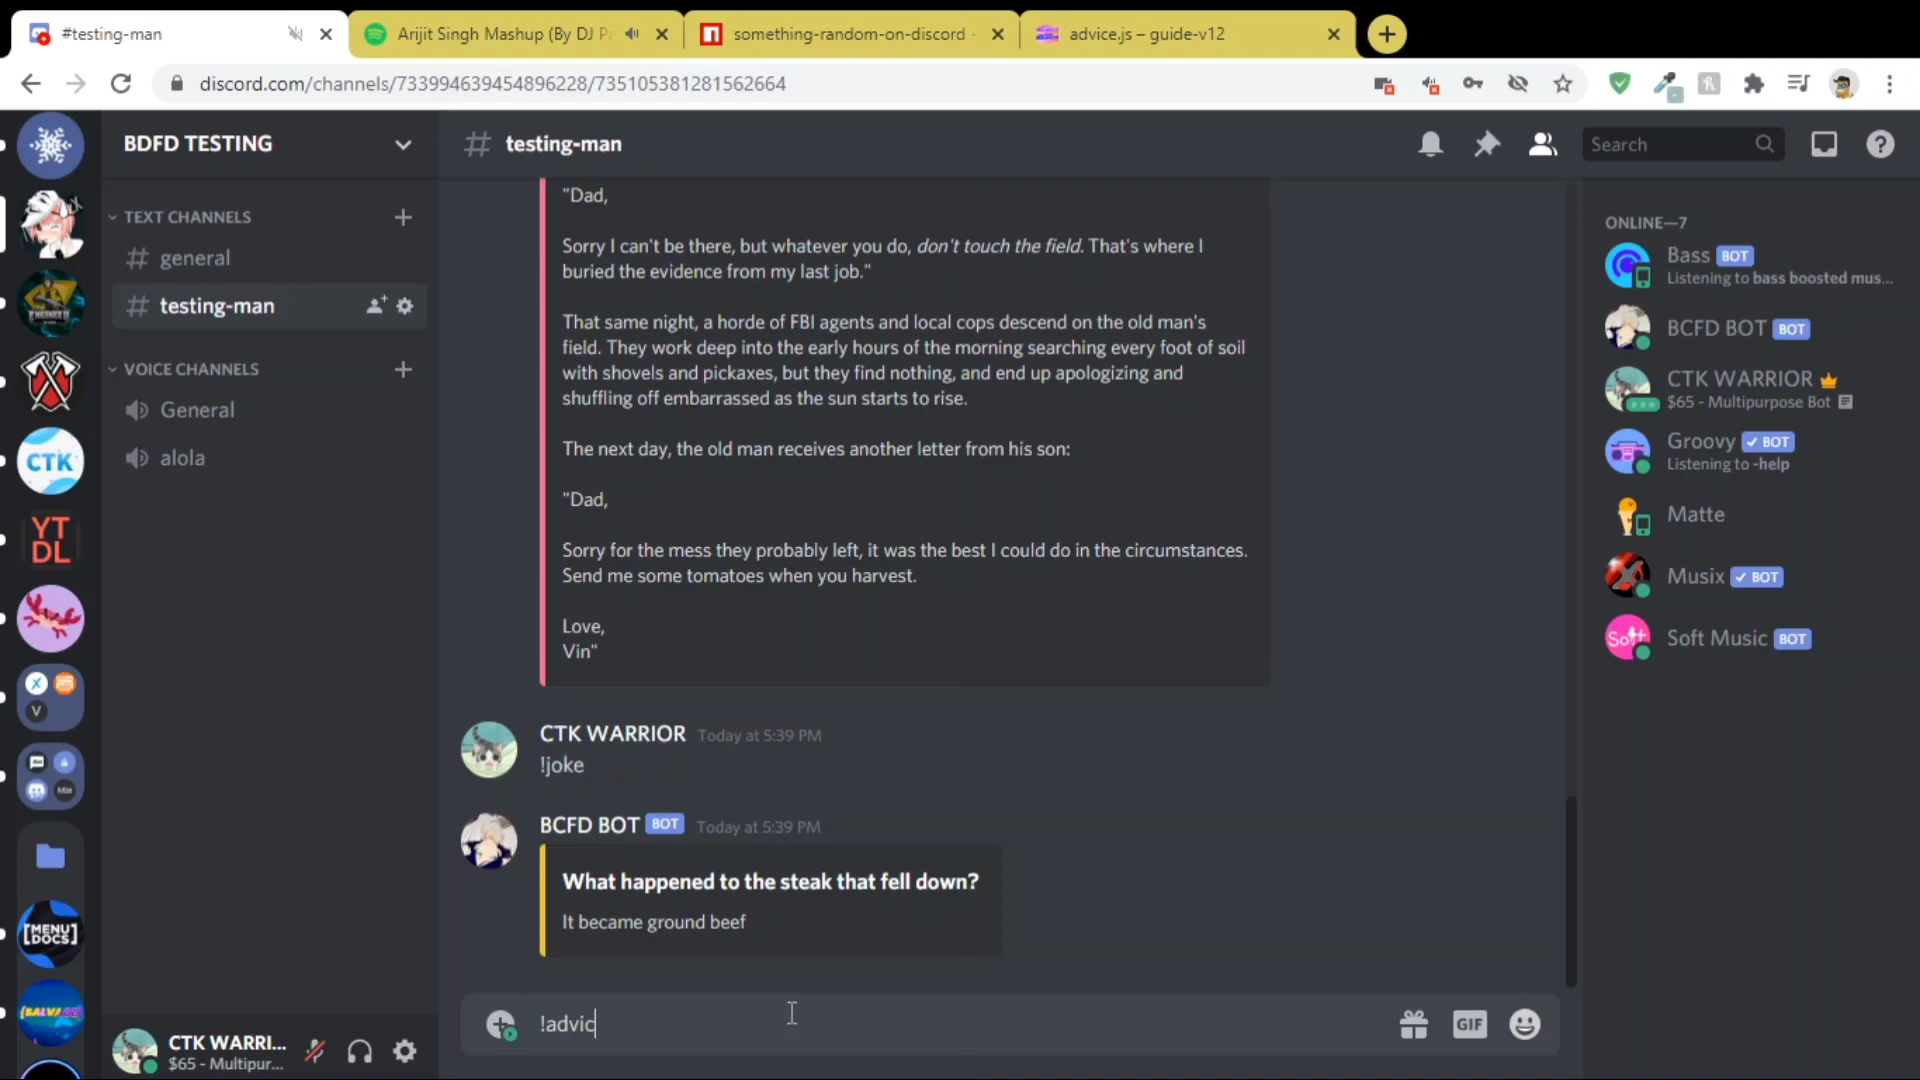 #testing-man
Arijit Singh Mashup (By DJ P
something-random-on-discord
advice.js – guide-v12
discord.com/channels/733994639454896228/735105381281562664
BDFD TESTING
testing-man
Search
TEXT CHANNELS
general
testing-man
VOICE CHANNELS
General
alola
CTK
YT
DL
V
[MENU]
DOCS
"Dad,
Sorry I can't be there, but whatever you do, don't touch the field. That's where I
buried the evidence from my last job."
That same night, a horde of FBI agents and local cops descend on the old man's
field. They work deep into the early hours of the morning searching every foot of soil
with shovels and pickaxes, but they find nothing, and end up apologizing and
shuffling off embarrassed as the sun starts to rise.
The next day, the old man receives another letter from his son:
"Dad,
Sorry for the mess they probably left, it was the best I could do in the circumstances.
Send me some tomatoes when you harvest.
Love,
Vin"
CTK WARRIOR Today at 5:39 PM
!joke
BCFD BOT BOT Today at 5:39 PM
What happened to the steak that fell down?
It became ground beef
!advic
GIF
CTK WARRI...
$65 - Multipur...
ONLINE—7
Bass BOT
Listening to bass boosted mus...
BCFD BOT BOT
CTK WARRIOR
$65 - Multipurpose Bot
Groovy BOT
Listening to -help
Matte
Musix BOT
Soft Music BOT